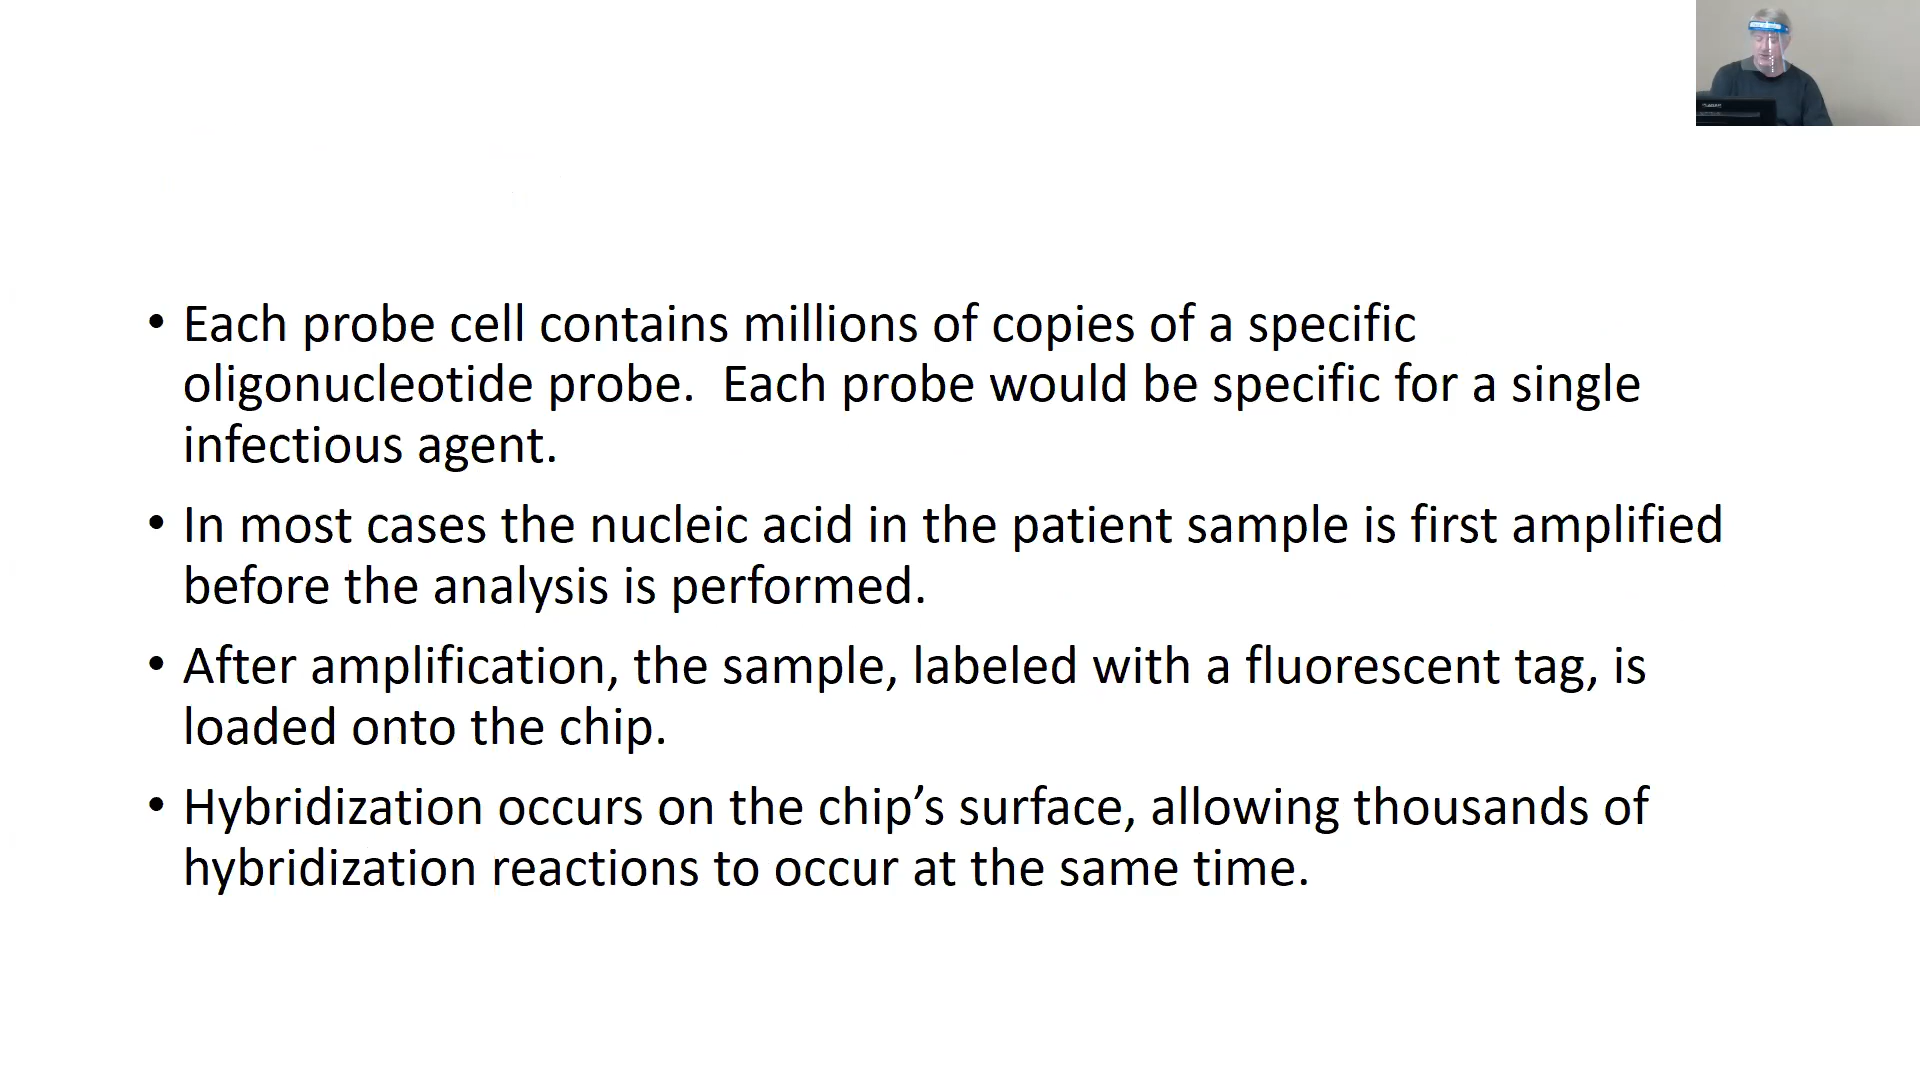 • Each probe cell contains millions of copies of a specific
oligonucleotide probe.  Each probe would be specific for a single
infectious agent.
• In most cases the nucleic acid in the patient sample is first amplified
before the analysis is performed.
• After amplification, the sample, labeled with a fluorescent tag, is
loaded onto the chip.
• Hybridization occurs on the chip’s surface, allowing thousands of
hybridization reactions to occur at the same time.